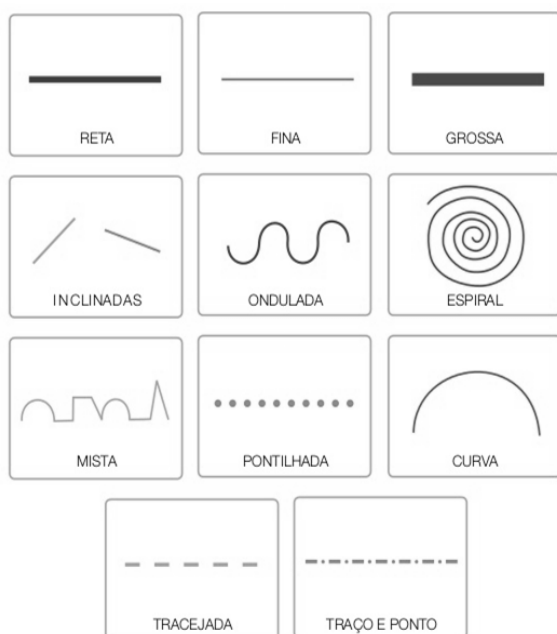 RETA
FINA
GROSSA
INCLINADAS
ONDULADA
ESPIRAL
MISTA
PONTILHADA
CURVA
TRACEJADA
TRAÇO E PONTO